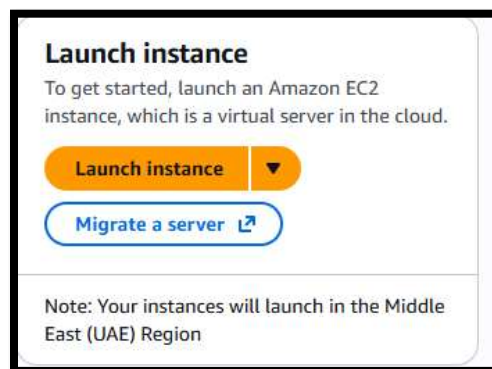 Launch instance
To get started, launch an Amazon EC2
instance, which is a virtual server in the cloud.
Launch instance
Migrate a server
Note: Your instances will launch in the Middle
East (UAE) Region